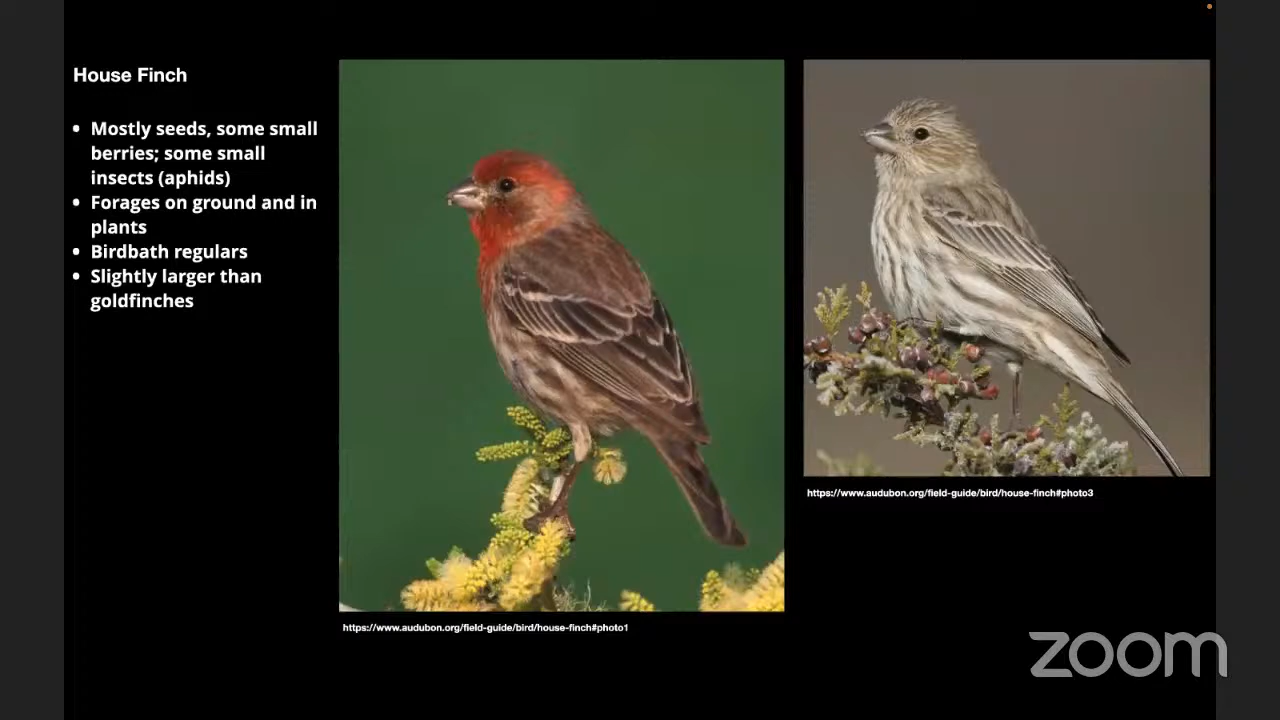 House Finch
• Mostly seeds, some small
berries; some small
insects (aphids)
• Forages on ground and in
plants
• Birdbath regulars
• Slightly larger than
goldfinches
https://www.audubon.org/field-guide/bird/house-finch#photo1
https://www.audubon.org/field-guide/bird/house-finch#photo3
zoom